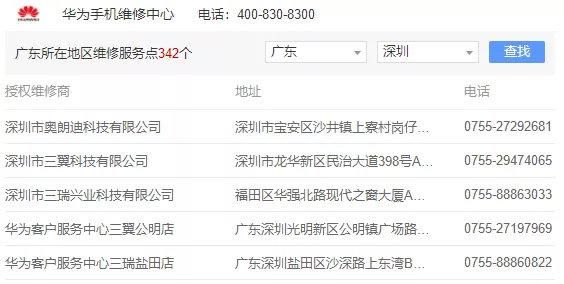 HUAWEI 华为手机维修中心 电话：400-830-8300
广东所在地区维修服务点342个 广东 深圳 查找
授权维修商 地址 电话
深圳市奥朗迪科技有限公司 深圳市宝安区沙井镇上寮村岗仔... 0755-27292681
深圳市三翼科技有限公司 深圳市龙华新区民治大道398号A... 0755-29474065
深圳市三瑞兴业科技有限公司 福田区华强北路现代之窗大厦A... 0755-88863033
华为客户服务中心三翼公明店 广东深圳光明新区公明镇广场路... 0755-27197969
华为客户服务中心三瑞盐田店 广东深圳盐田区沙深路上东湾B... 0755-88860822